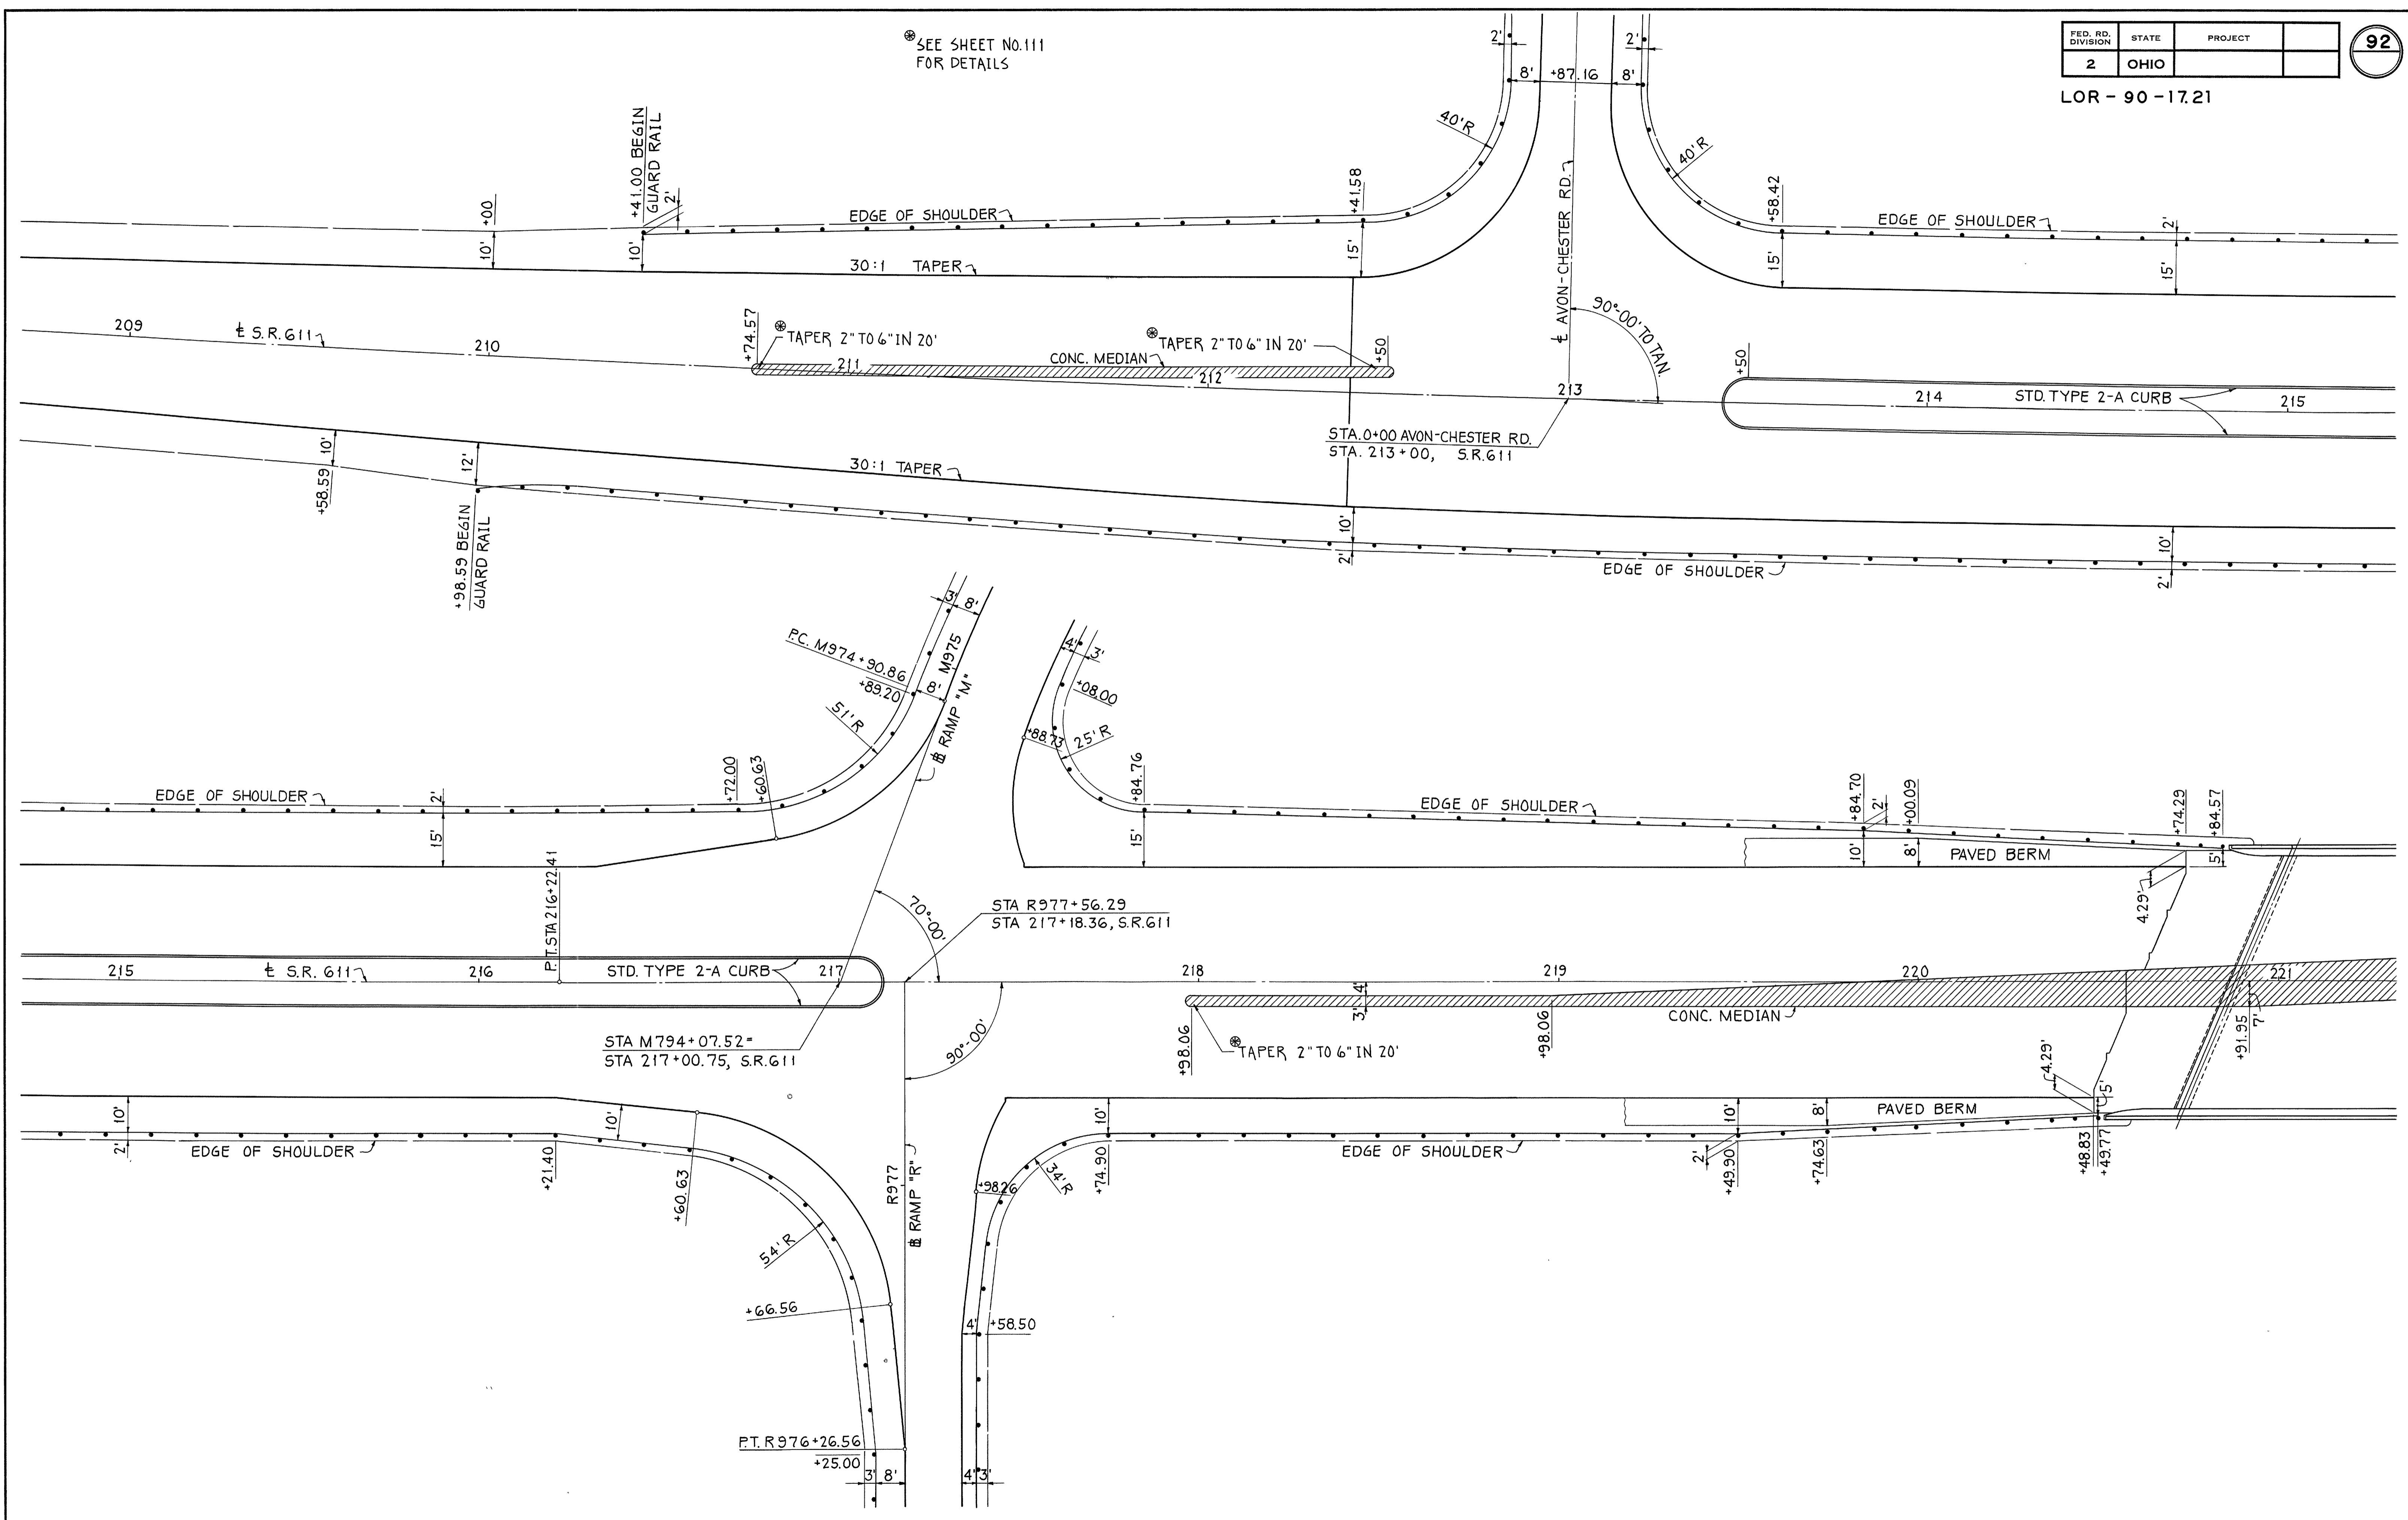 ⊛SEE SHEET NO.111
FOR DETAILS
FED. RD. DIVISION
STATE
PROJECT
2
OHIO
92
LOR - 90 - 17.21
2'
2'
8'
+87.16
8'
40'R
40'R
+41.00 BEGIN
GUARD RAIL
2'
+00
10'
10'
EDGE OF SHOULDER
+41.58
15'
℄ AVON-CHESTER RD.
+58.42
15'
EDGE OF SHOULDER
2'
15'
30:1 TAPER
209
℄ S.R. 611
210
+74.57
⊛TAPER 2" TO 6" IN 20'
211
CONC. MEDIAN
⊛TAPER 2" TO 6" IN 20'
212
+50
90°-00' TO TAN.
213
+50
214
STD. TYPE 2-A CURB
215
STA. 0+00 AVON-CHESTER RD.
STA. 213+00, S.R.611
10'
+58.59
12'
+98.59 BEGIN
GUARD RAIL
30:1 TAPER
10'
2'
EDGE OF SHOULDER
10'
2'
3'
8'
M975
P.C. M974+90.86
+89.20
8'
51'R
℄ RAMP "M"
4'
3'
+08.00
+88.73
25'R
EDGE OF SHOULDER
2'
15'
+72.00
+60.63
+84.76
15'
EDGE OF SHOULDER
+84.70
2'
+00.09
10'
8'
PAVED BERM
+74.29
+84.57
5'
4.29'
P.T. STA 216+22.41
70°-00'
STA R977+56.29
STA 217+18.36, S.R.611
215
℄ S.R. 611
216
STD. TYPE 2-A CURB
217
218
219
220
221
4'
3'
CONC. MEDIAN
+98.06
⊛TAPER 2" TO 6" IN 20'
+98.06
+91.95
7'
STA M794+07.52=
STA 217+00.75, S.R.611
90°-00'
10'
2'
EDGE OF SHOULDER
+21.40
10'
+60.63
54'R
R977
℄ RAMP "R"
+98.26
34'R
10'
+74.90
EDGE OF SHOULDER
2'
10'
+49.90
8'
+74.63
PAVED BERM
4.29'
5'
+48.83
+49.77
+66.56
4'
+58.50
P.T. R976+26.56
+25.00
3'
8'
4'
3'